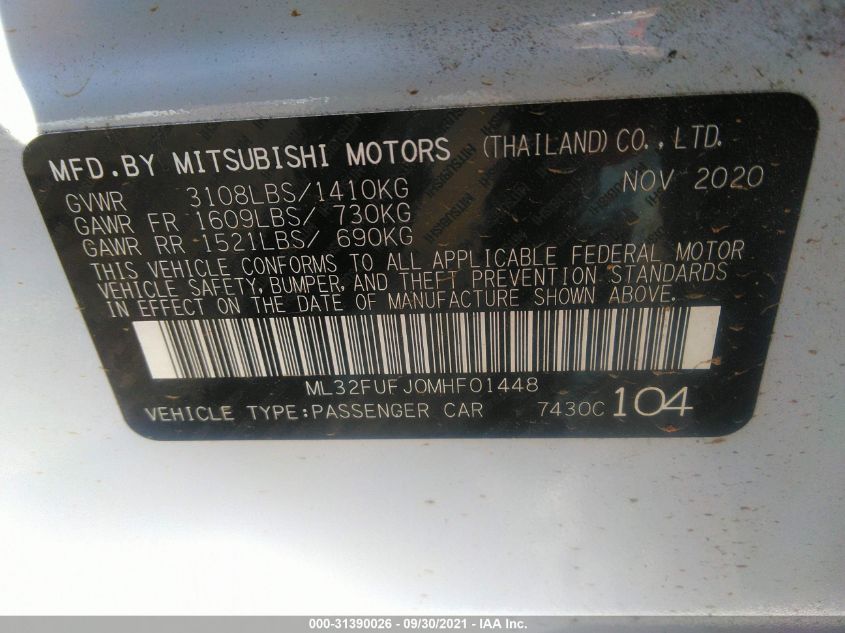 MFD.BY MITSUBISHI MOTORS (THAILAND)CO.,LTD.
GVWR 3108LBS/1410KG NOV 2020
GAWR FR 1609LBS/ 730KG
GAWR RR 1521LBS/ 690KG
THIS VEHICLE CONFORMS TO ALL APPLICABLE FEDERAL MOTOR
VEHICLE SAFETY, BUMPER, AND THEFT PREVENTION STANDARDS
IN EFFECT ON THE DATE OF MANUFACTURE SHOWN ABOVE.
ML32FUFJ0MHF01448
VEHICLE TYPE:PASSENGER CAR 7430C 104
000-31390026 - 09/30/2021 - IAA Inc.